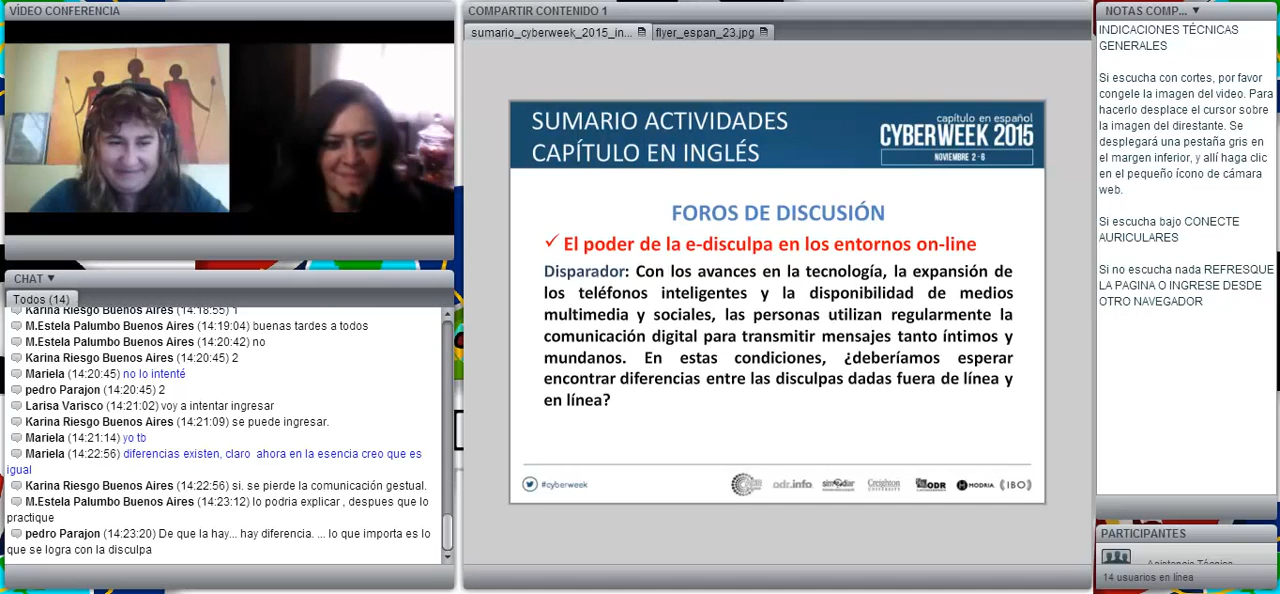 VÍDEO CONFERENCIA
CHAT
Todos (14)
Karina Riesgo Buenos Aires (14:18:55) 1
M.Estela Palumbo Buenos Aires (14:19:04) buenas tardes a todos
M.Estela Palumbo Buenos Aires (14:20:42) no
Karina Riesgo Buenos Aires (14:20:45) 2
Mariela (14:20:45) no lo intenté
pedro Parajon (14:20:45) 2
Larisa Varisco (14:21:02) voy a intentar ingresar
Karina Riesgo Buenos Aires (14:21:09) se puede ingresar.
Mariela (14:21:14) yo tb
Mariela (14:22:56) diferencias existen, claro ahora en la esencia creo que es
igual
Karina Riesgo Buenos Aires (14:22:56) si. se pierde la comunicación gestual.
M.Estela Palumbo Buenos Aires (14:23:12) lo podria explicar , despues que lo
practique
pedro Parajon (14:23:20) De que la hay... hay diferencia. ... lo que importa es lo
que se logra con la disculpa
COMPARTIR CONTENIDO 1
sumario_cyberweek_2015_in... flyer_espan_23.jpg
SUMARIO ACTIVIDADES
CAPÍTULO EN INGLÉS
capítulo en español
CYBERWEEK 2015
NOVIEMBRE 2-6
FOROS DE DISCUSIÓN
✓ El poder de la e-disculpa en los entornos on-line
Disparador: Con los avances en la tecnología, la expansión de
los teléfonos inteligentes y la disponibilidad de medios
multimedia y sociales, las personas utilizan regularmente la
comunicación digital para transmitir mensajes tanto íntimos y
mundanos. En estas condiciones, ¿deberíamos esperar
encontrar diferencias entre las disculpas dadas fuera de línea y
en línea?
#cyberweek
odr.info
Creighton
ODR
MODRIA
IBO
NOTAS COMP...
INDICACIONES TÉCNICAS
GENERALES
Si escucha con cortes, por favor
congele la imagen del video. Para
hacerlo desplace el cursor sobre
la imagen del direstante. Se
desplegará una pestaña gris en
el margen inferior, y allí haga clic
en el pequeño ícono de cámara
web.
Si escucha bajo CONECTE
AURICULARES
Si no escucha nada REFRESQUE
LA PAGINA O INGRESE DESDE
OTRO NAVEGADOR
PARTICIPANTES
Asistencia Técnica
14 usuarios en línea